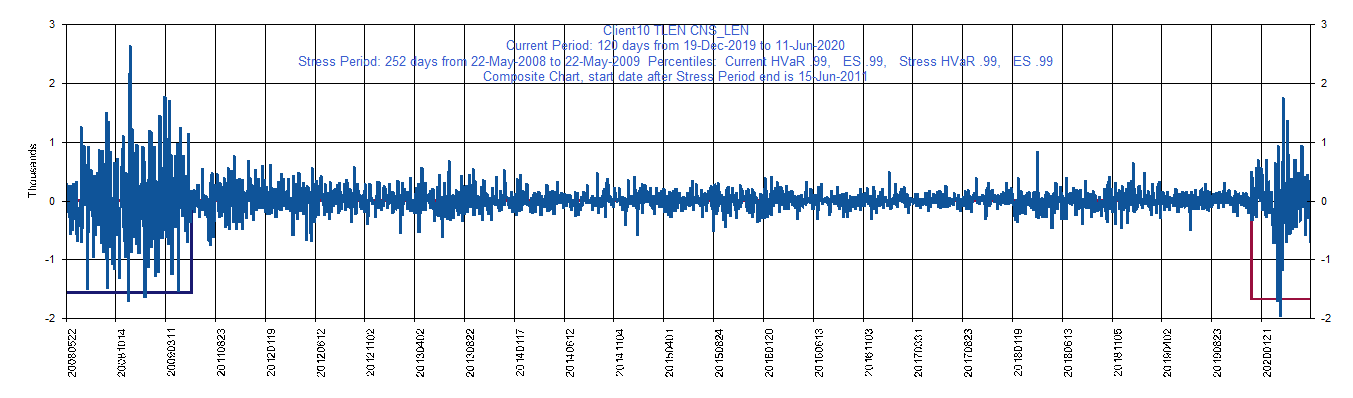 Client10 TLEN CNS_LEN
Current Period: 120 days from 19-Dec-2019 to 11-Jun-2020
Stress Period: 252 days from 22-May-2008 to 22-May-2009 Percentiles: Current HVaR .99, ES .99, Stress HVaR .99, ES .99
Composite Chart, start date after Stress Period end is 15-Jun-2011
3 3
2 2
1 1
Thousands
0 0
-1 -1
-2 -2
20080522 20081014 20090311 20110823 20120119 20120612 20121102 20130402 20130822 20140117 20140612 20141104 20150401 20150824 20160120 20160613 20161103 20170331 20170823 20180119 20180613 20181105 20190402 20190823 20200121